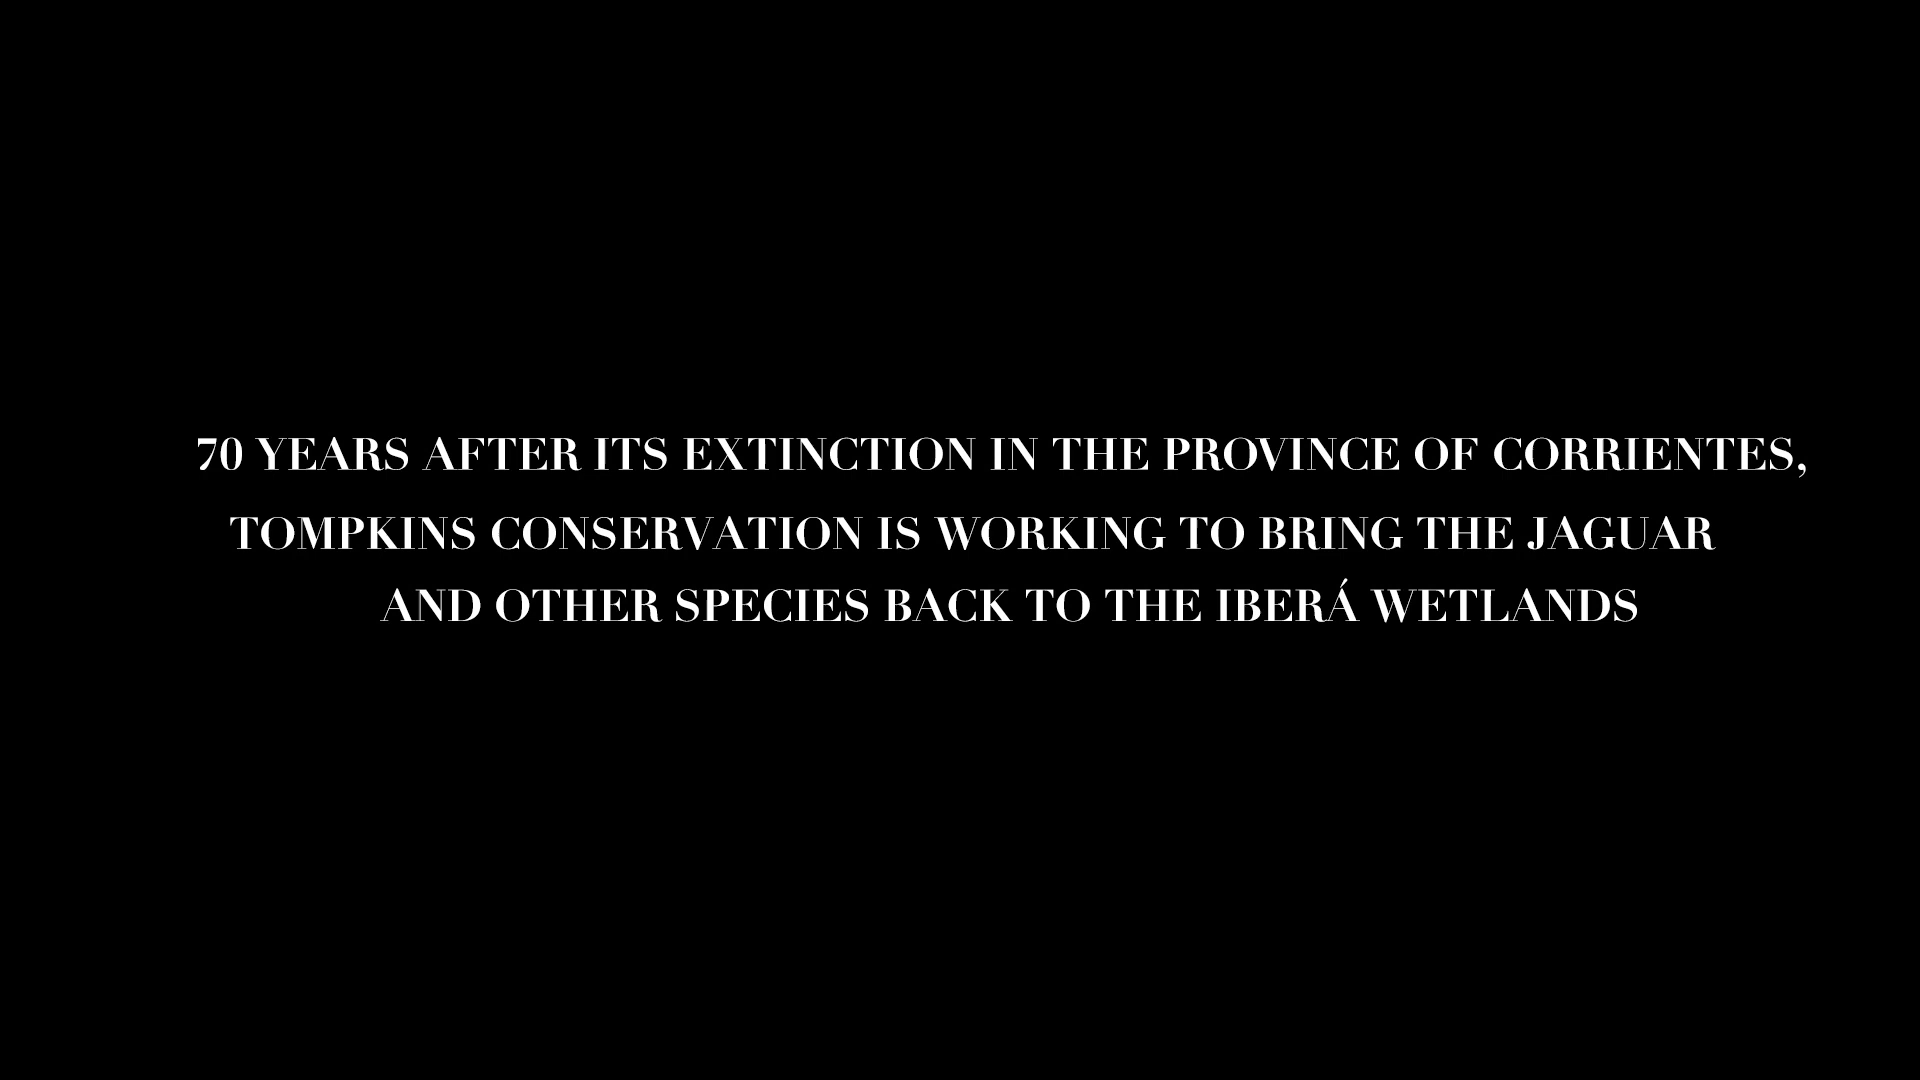 70 YEARS AFTER ITS EXTINCTION IN THE PROVINCE OF CORRIENTES,
TOMPKINS CONSERVATION IS WORKING TO BRING THE JAGUAR
AND OTHER SPECIES BACK TO THE IBERÁ WETLANDS